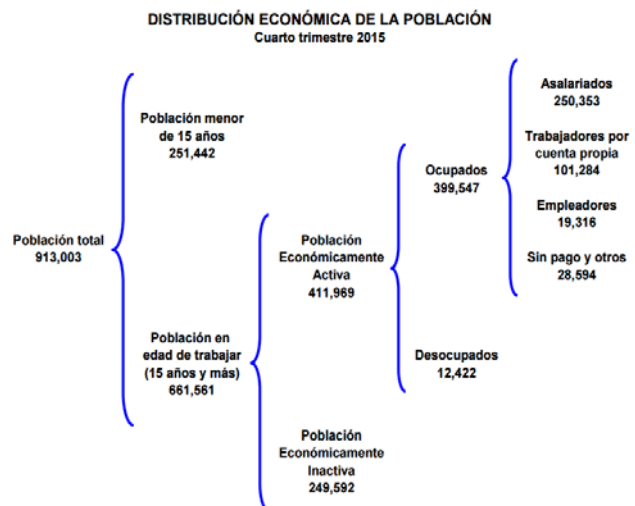 DISTRIBUCIÓN ECONÓMICA DE LA POBLACIÓN
Cuarto trimestre 2015
Población total
913,003
Población menor
de 15 años
251,442
Población en
edad de trabajar
(15 años y más)
661,561
Población
Económicamente
Activa
411,969
Población
Económicamente
Inactiva
249,592
Ocupados
399,547
Desocupados
12,422
Asalariados
250,353
Trabajadores por
cuenta propia
101,284
Empleadores
19,316
Sin pago y otros
28,594